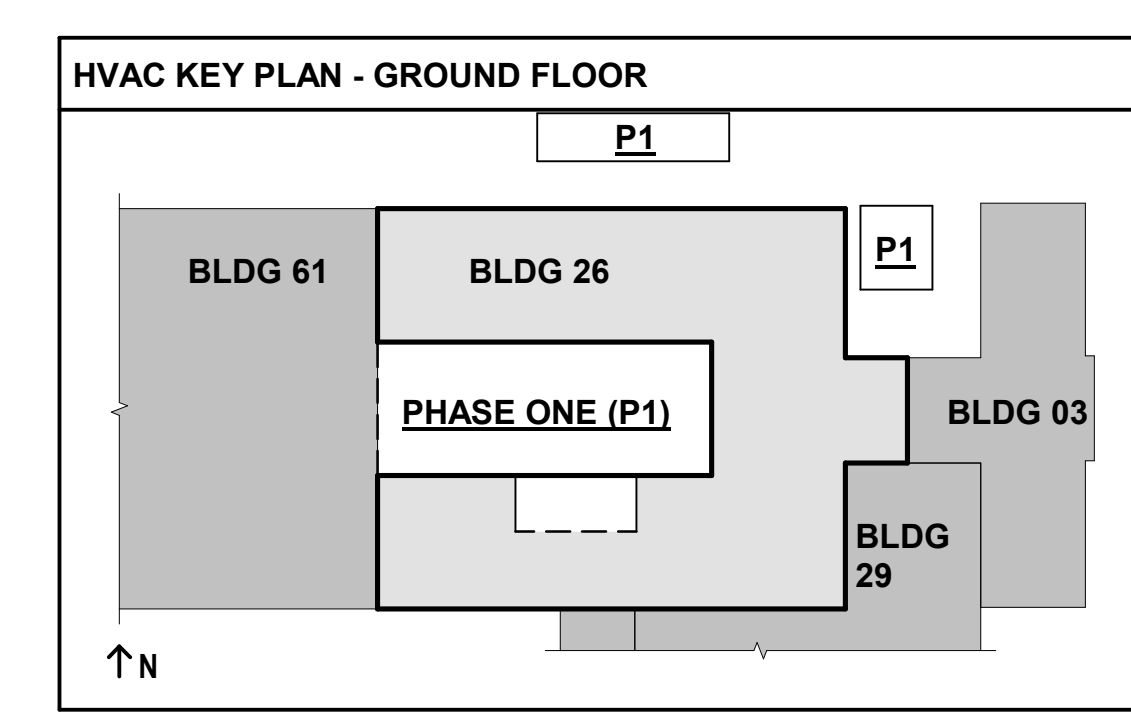 HVAC KEY PLAN - GROUND FLOOR
P1
P1
BLDG 61
BLDG 26
PHASE ONE (P1)
BLDG 03
BLDG
29
N